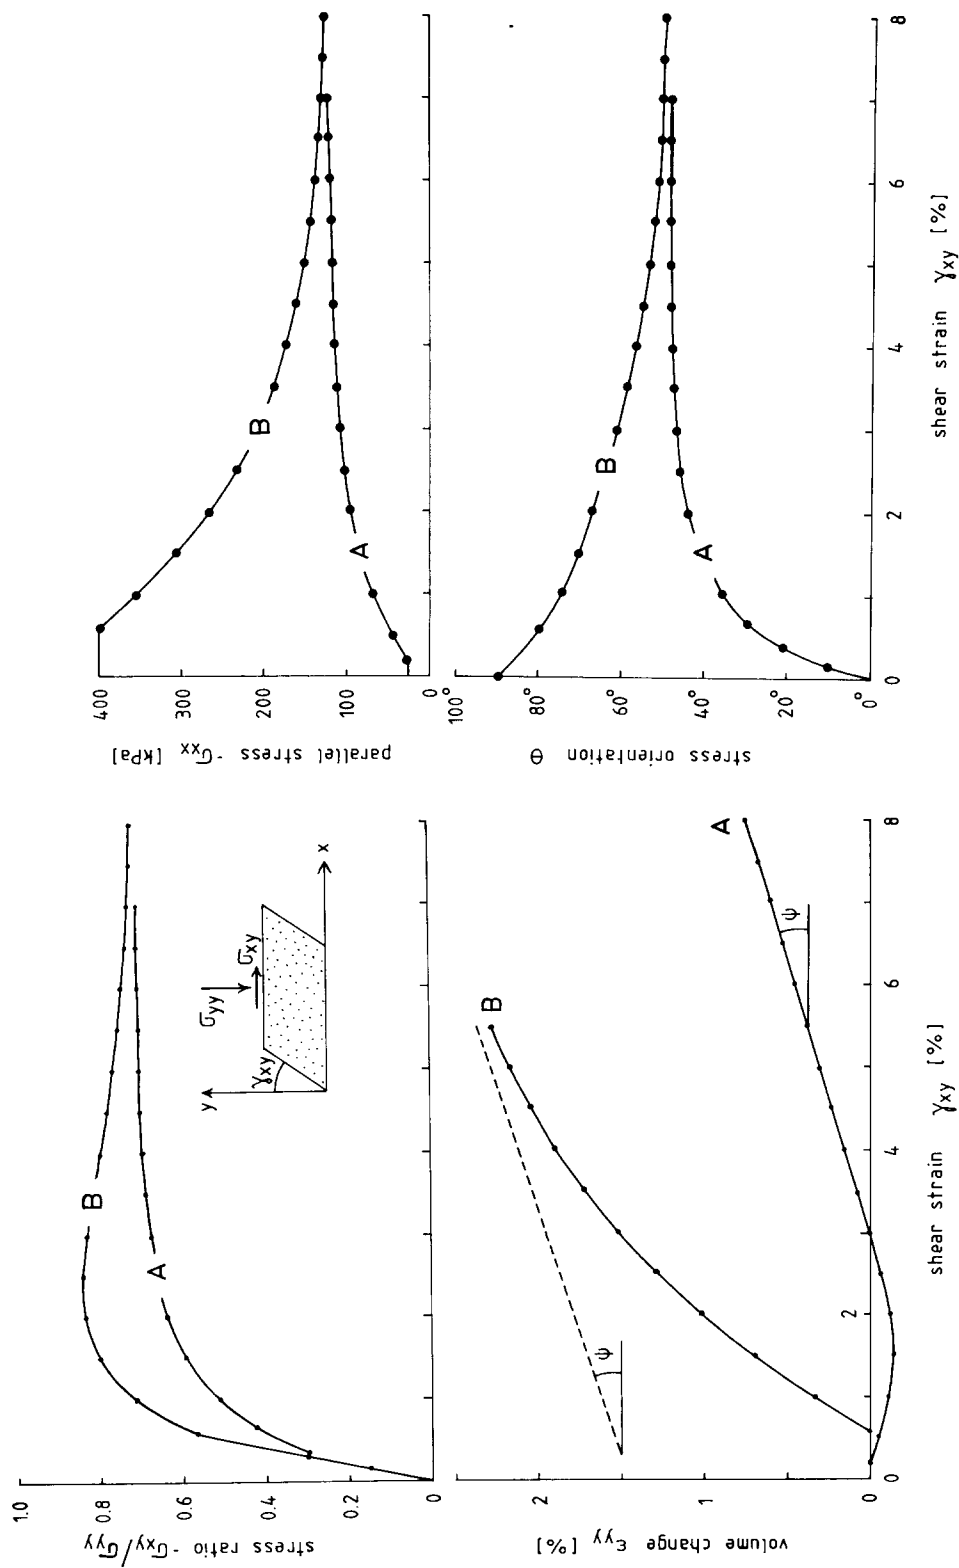 1.0
0.8
0.6
0.4
0.2
0
stress ratio -σxy/σyy
B
A
y
γxy
σyy
σxy
x
400
300
200
100
0
parallel stress -σxx [kPa]
B
A
2
1
0
volume change εyy [%]
B
A
ψ
ψ
0
2
4
6
8
shear strain γxy [%]
100°
80°
60°
40°
20°
0°
stress orientation θ
B
A
0
2
4
6
8
shear strain γxy [%]